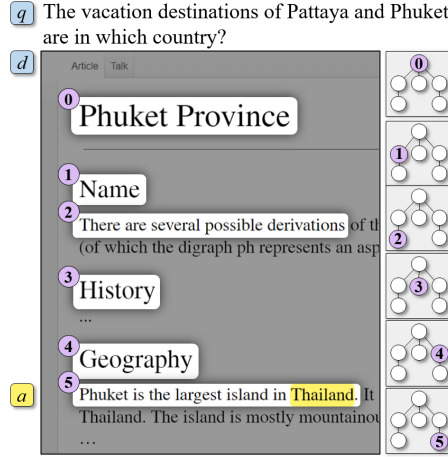 q The vacation destinations of Pattaya and Phuket
are in which country?
d
Article Talk
0
Phuket Province
1
Name
2
There are several possible derivations of th
(of which the digraph ph represents an asp
3
History
...
4
Geography
5
a
Phuket is the largest island in Thailand. It
Thailand. The island is mostly mountainou
...
0
1
2
3
4
5